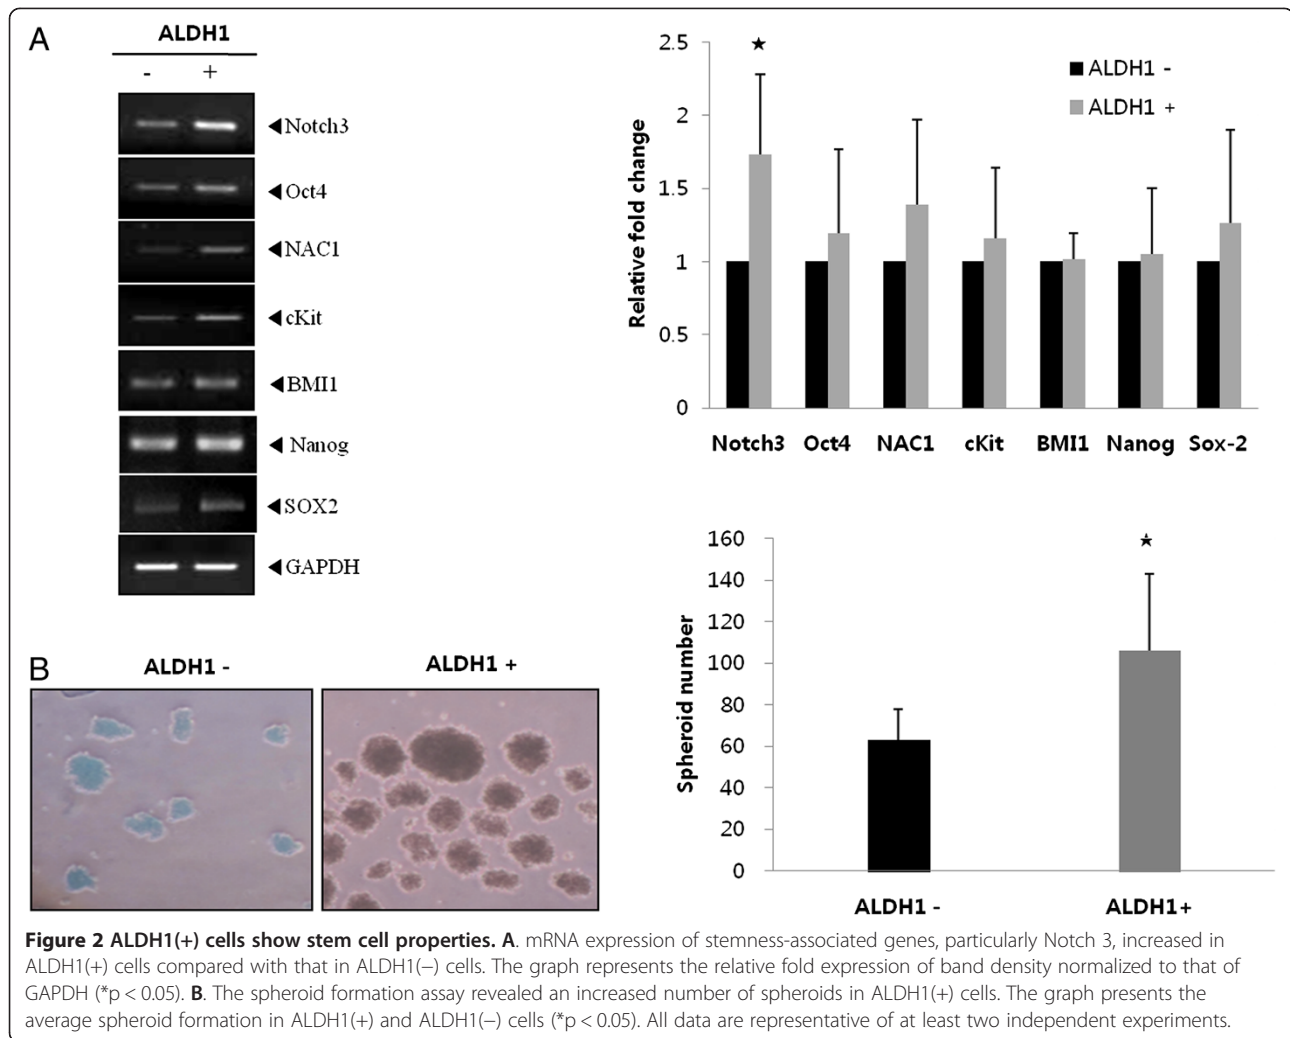 A
ALDH1
- +
◄Notch3
◄Oct4
◄NAC1
◄cKit
◄BMI1
◄Nanog
◄SOX2
◄GAPDH
2.5
2
1.5
1
0.5
0
Relative fold change
★
ALDH1 -
ALDH1 +
Notch3 Oct4 NAC1 cKit BMI1 Nanog Sox-2
B
ALDH1 - ALDH1 +
160
140
120
100
80
60
40
20
0
Spheroid number
★
ALDH1 - ALDH1+
Figure 2 ALDH1(+) cells show stem cell properties. A. mRNA expression of stemness-associated genes, particularly Notch 3, increased in
ALDH1(+) cells compared with that in ALDH1(−) cells. The graph represents the relative fold expression of band density normalized to that of
GAPDH (*p < 0.05). B. The spheroid formation assay revealed an increased number of spheroids in ALDH1(+) cells. The graph presents the
average spheroid formation in ALDH1(+) and ALDH1(−) cells (*p < 0.05). All data are representative of at least two independent experiments.